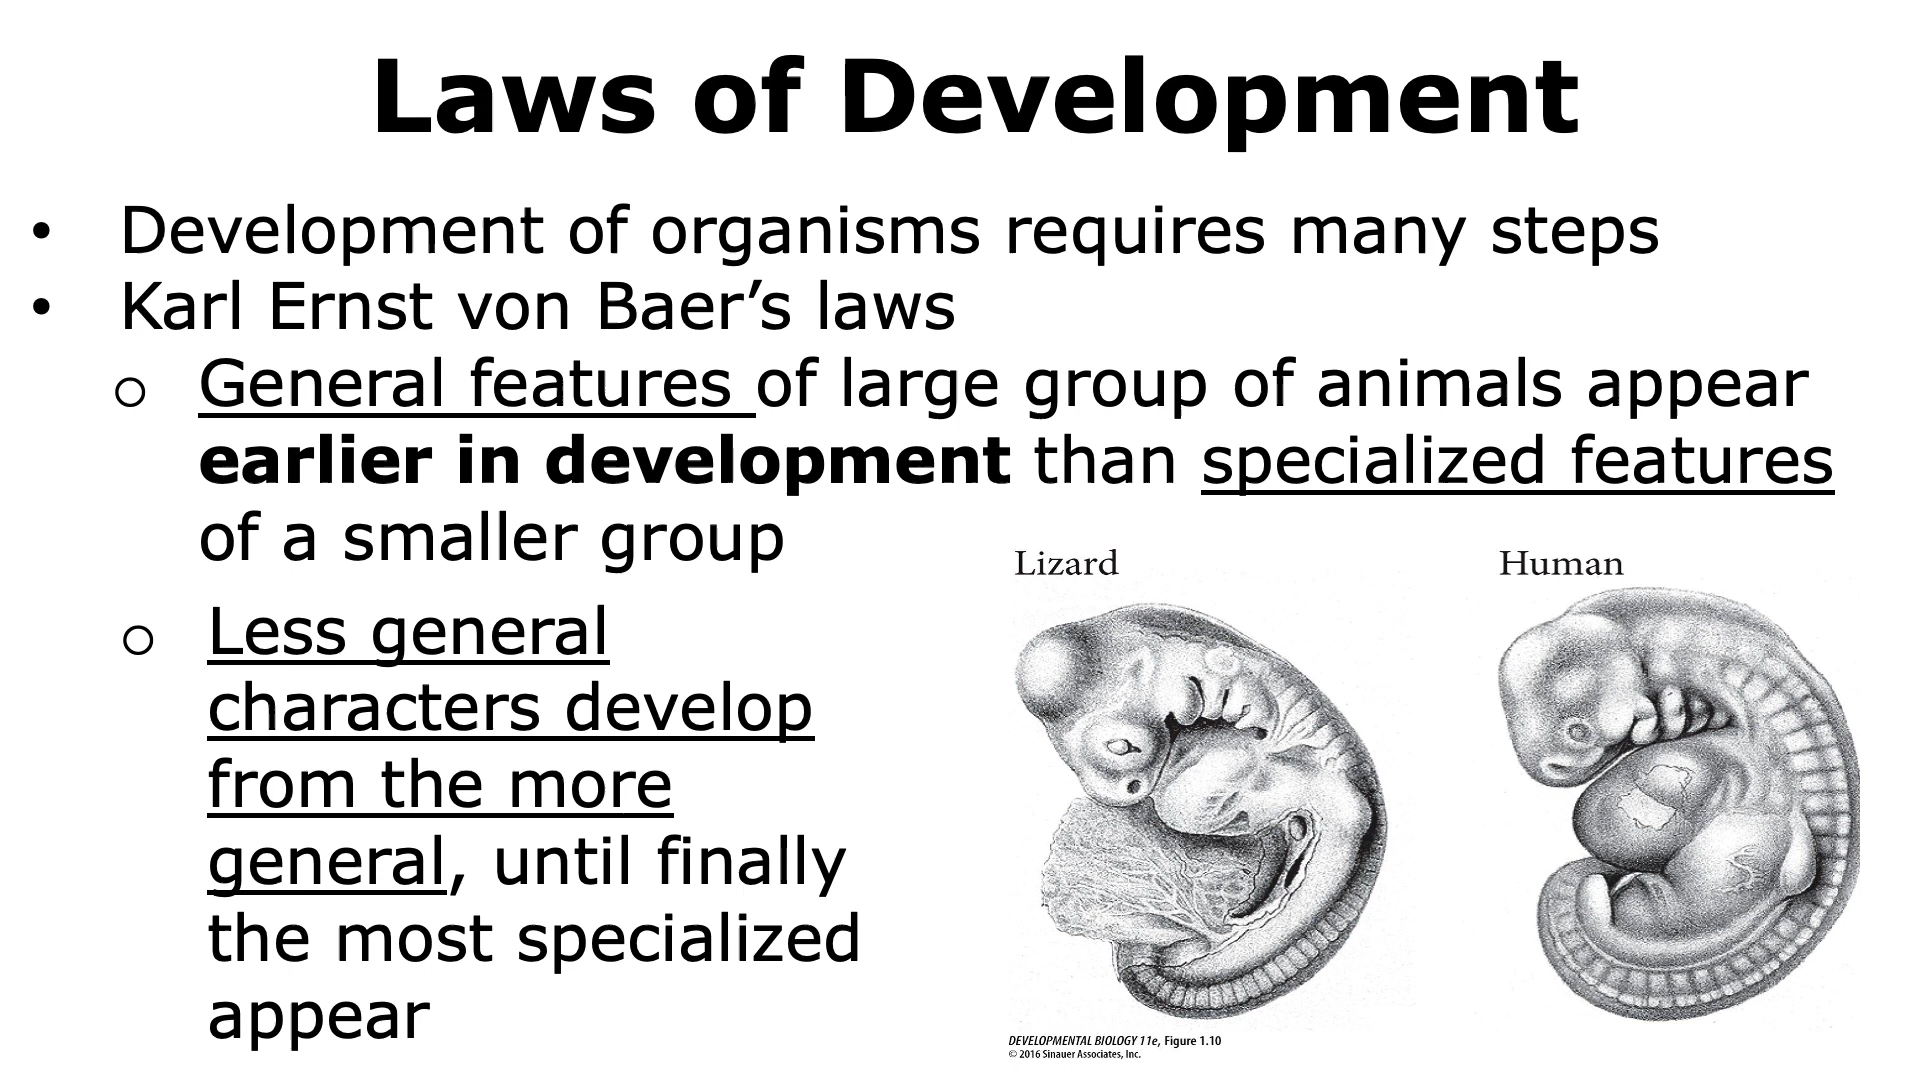 Laws of Development
• Development of organisms requires many steps
• Karl Ernst von Baer’s laws
o General features of large group of animals appear
earlier in development than specialized features
of a smaller group
o Less general
characters develop
from the more
general, until finally
the most specialized
appear
Lizard
Human
DEVELOPMENTAL BIOLOGY 11e, Figure 1.10
© 2016 Sinauer Associates, Inc.